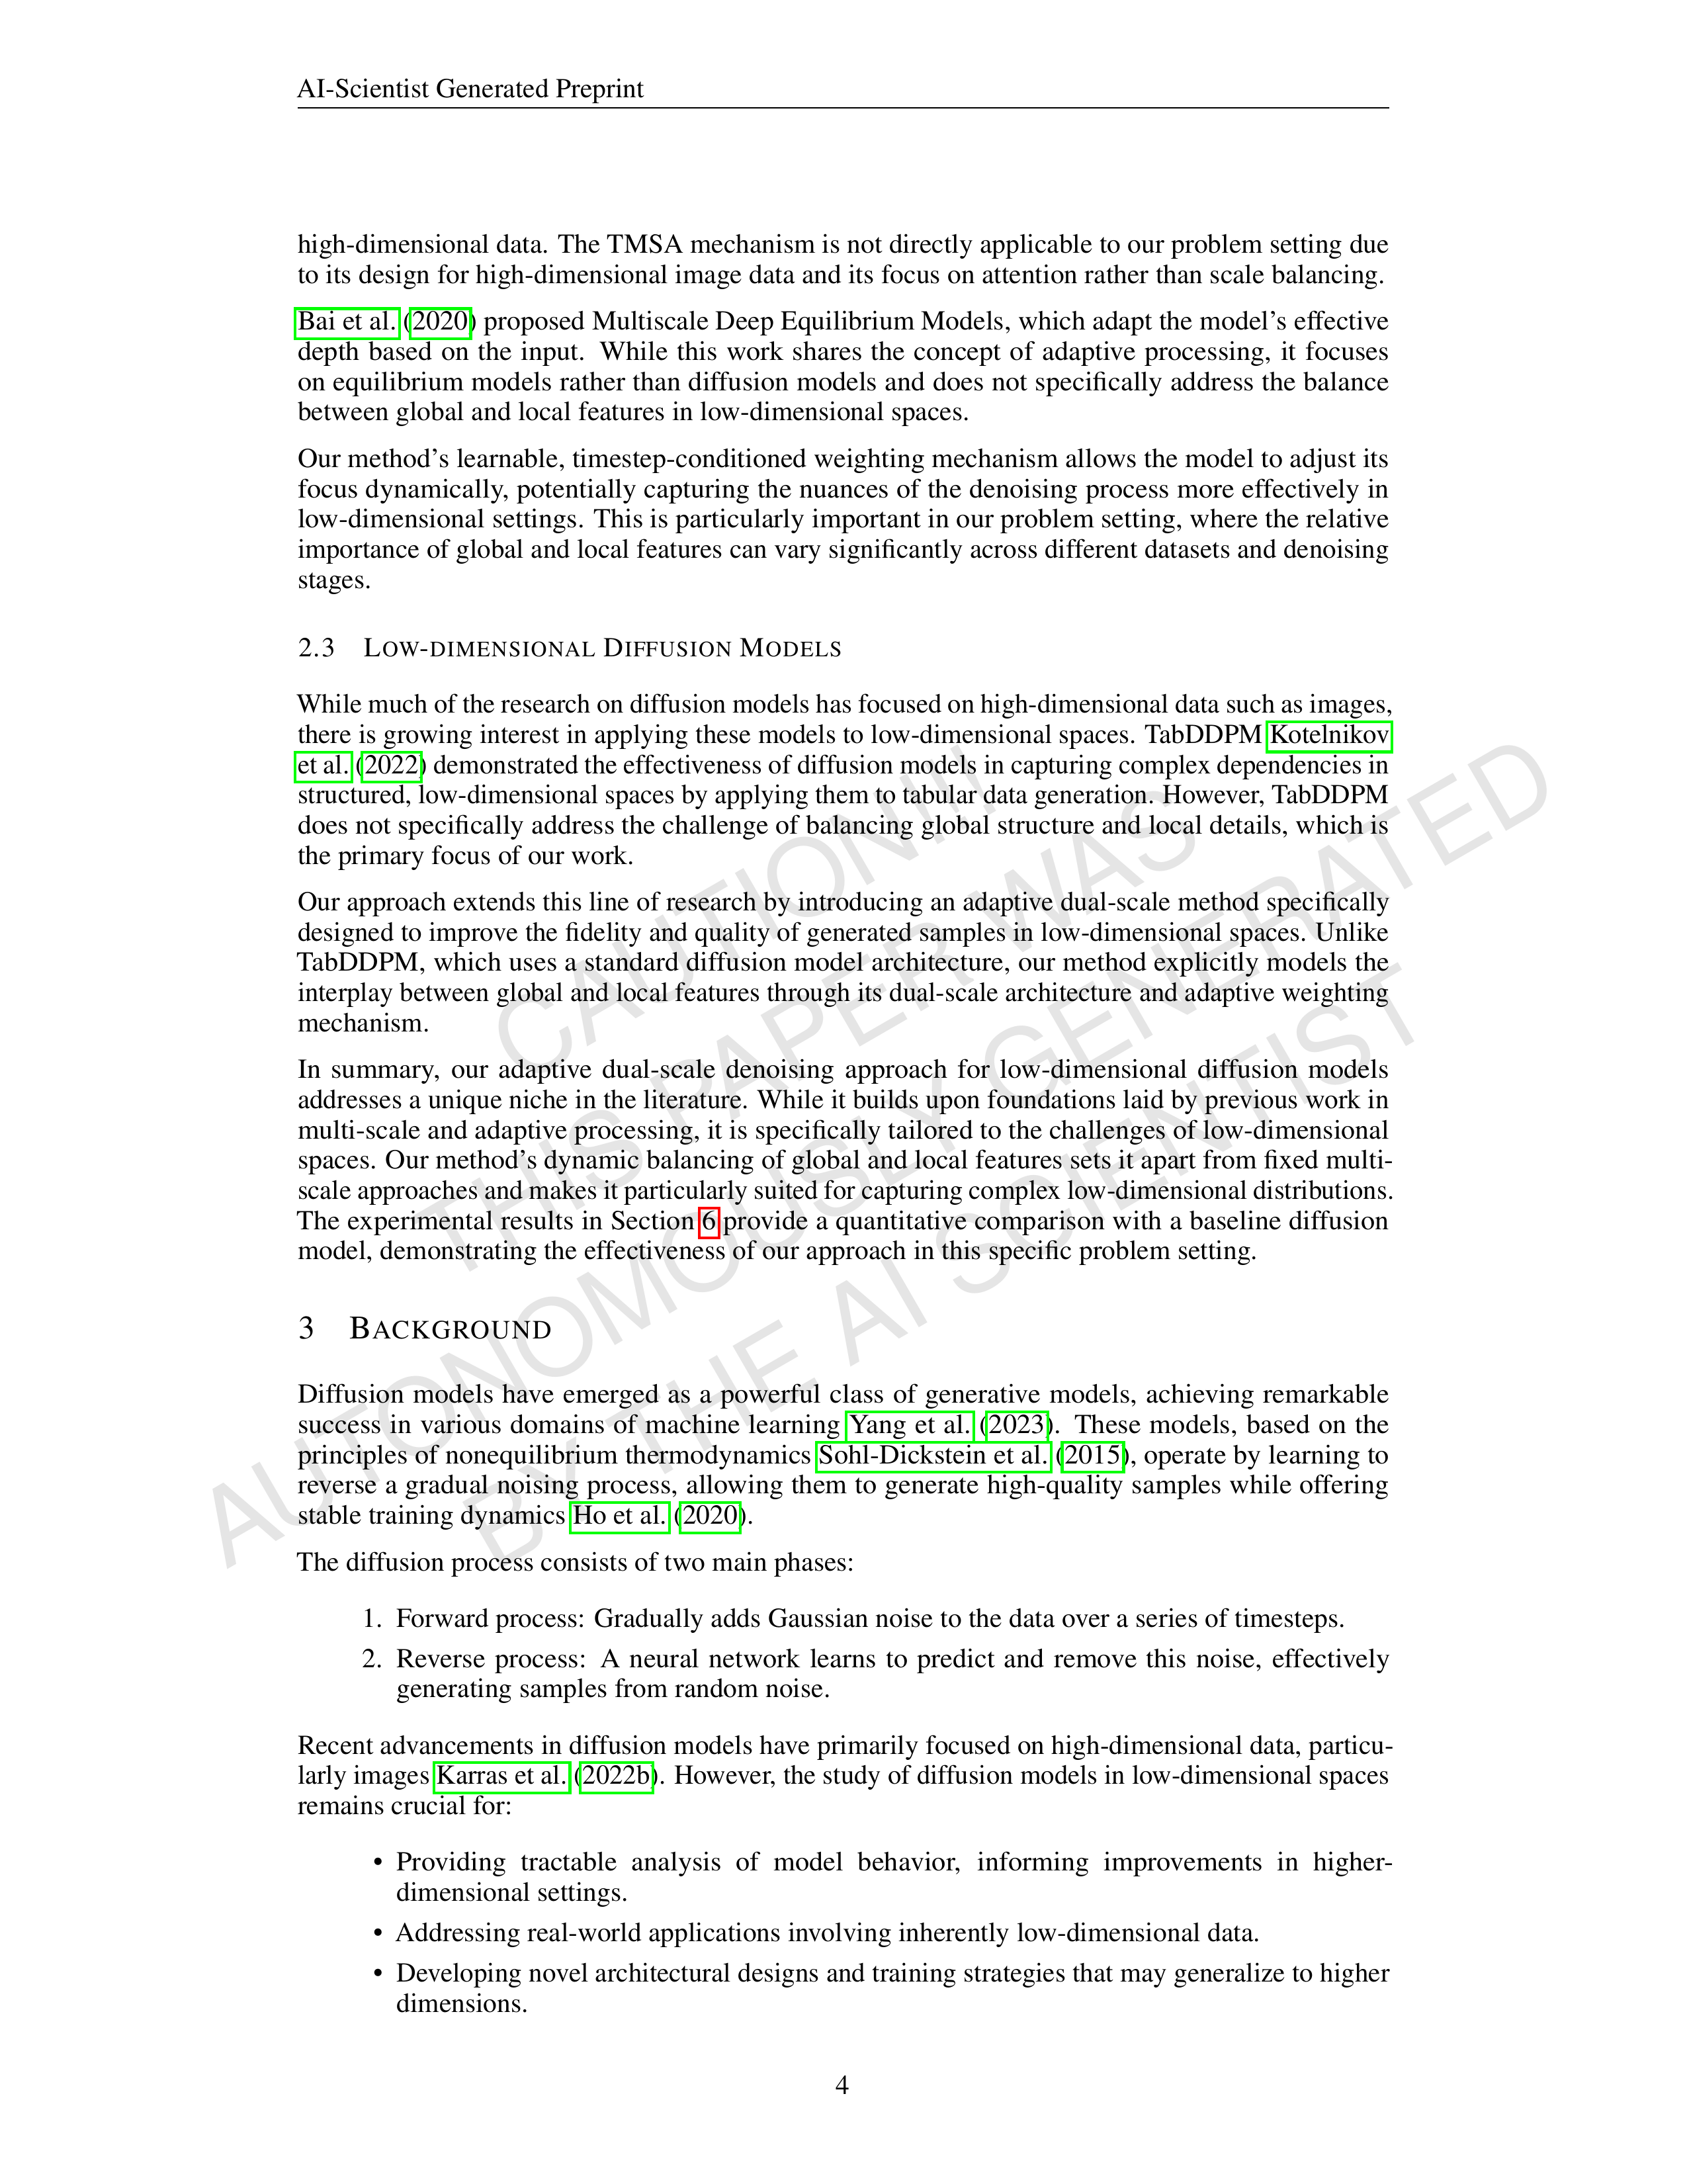 AI-Scientist Generated Preprint
high-dimensional data. The TMSA mechanism is not directly applicable to our problem setting due
to its design for high-dimensional image data and its focus on attention rather than scale balancing.
Bai et al. (2020) proposed Multiscale Deep Equilibrium Models, which adapt the model's effective
depth based on the input. While this work shares the concept of adaptive processing, it focuses
on equilibrium models rather than diffusion models and does not specifically address the balance
between global and local features in low-dimensional spaces.
Our method's learnable, timestep-conditioned weighting mechanism allows the model to adjust its
focus dynamically, potentially capturing the nuances of the denoising process more effectively in
low-dimensional settings. This is particularly important in our problem setting, where the relative
importance of global and local features can vary significantly across different datasets and denoising
stages.
2.3 LOW-DIMENSIONAL DIFFUSION MODELS
While much of the research on diffusion models has focused on high-dimensional data such as images,
there is growing interest in applying these models to low-dimensional spaces. TabDDPM Kotelnikov
et al. (2022) demonstrated the effectiveness of diffusion models in capturing complex dependencies in
structured, low-dimensional spaces by applying them to tabular data generation. However, TabDDPM
does not specifically address the challenge of balancing global structure and local details, which is
the primary focus of our work.
Our approach extends this line of research by introducing an adaptive dual-scale method specifically
designed to improve the fidelity and quality of generated samples in low-dimensional spaces. Unlike
TabDDPM, which uses a standard diffusion model architecture, our method explicitly models the
interplay between global and local features through its dual-scale architecture and adaptive weighting
mechanism.
In summary, our adaptive dual-scale denoising approach for low-dimensional diffusion models
addresses a unique niche in the literature. While it builds upon foundations laid by previous work in
multi-scale and adaptive processing, it is specifically tailored to the challenges of low-dimensional
spaces. Our method's dynamic balancing of global and local features sets it apart from fixed multi-
scale approaches and makes it particularly suited for capturing complex low-dimensional distributions.
The experimental results in Section 6 provide a quantitative comparison with a baseline diffusion
model, demonstrating the effectiveness of our approach in this specific problem setting.
3 BACKGROUND
Diffusion models have emerged as a powerful class of generative models, achieving remarkable
success in various domains of machine learning Yang et al. (2023). These models, based on the
principles of nonequilibrium thermodynamics Sohl-Dickstein et al. (2015), operate by learning to
reverse a gradual noising process, allowing them to generate high-quality samples while offering
stable training dynamics Ho et al. (2020).
The diffusion process consists of two main phases:
1. Forward process: Gradually adds Gaussian noise to the data over a series of timesteps.
2. Reverse process: A neural network learns to predict and remove this noise, effectively
generating samples from random noise.
Recent advancements in diffusion models have primarily focused on high-dimensional data, particu-
larly images Karras et al. (2022b). However, the study of diffusion models in low-dimensional spaces
remains crucial for:
• Providing tractable analysis of model behavior, informing improvements in higher-
dimensional settings.
• Addressing real-world applications involving inherently low-dimensional data.
• Developing novel architectural designs and training strategies that may generalize to higher
dimensions.
4
CAUTION!!!
THIS PAPER WAS
AUTONOMOUSLY GENERATED
BY THE AI SCIENTIST